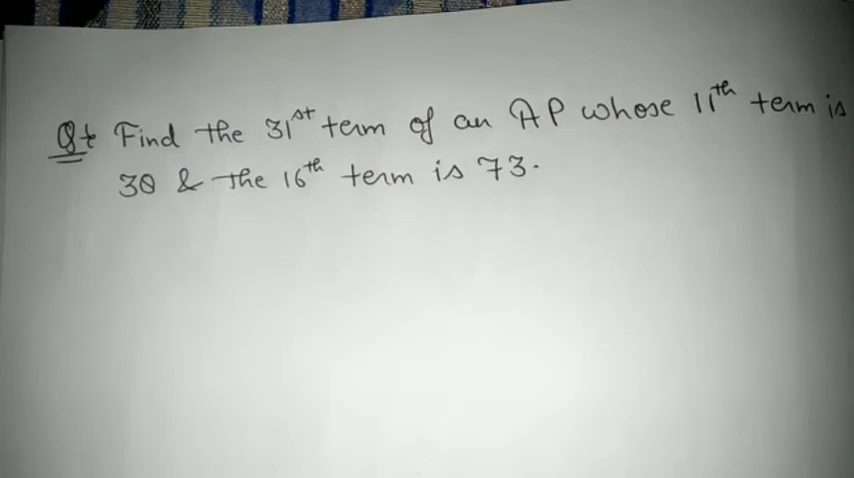 Q‡ Find the 31st term of an AP whose 11th term is
38 & the 16th term is 73.